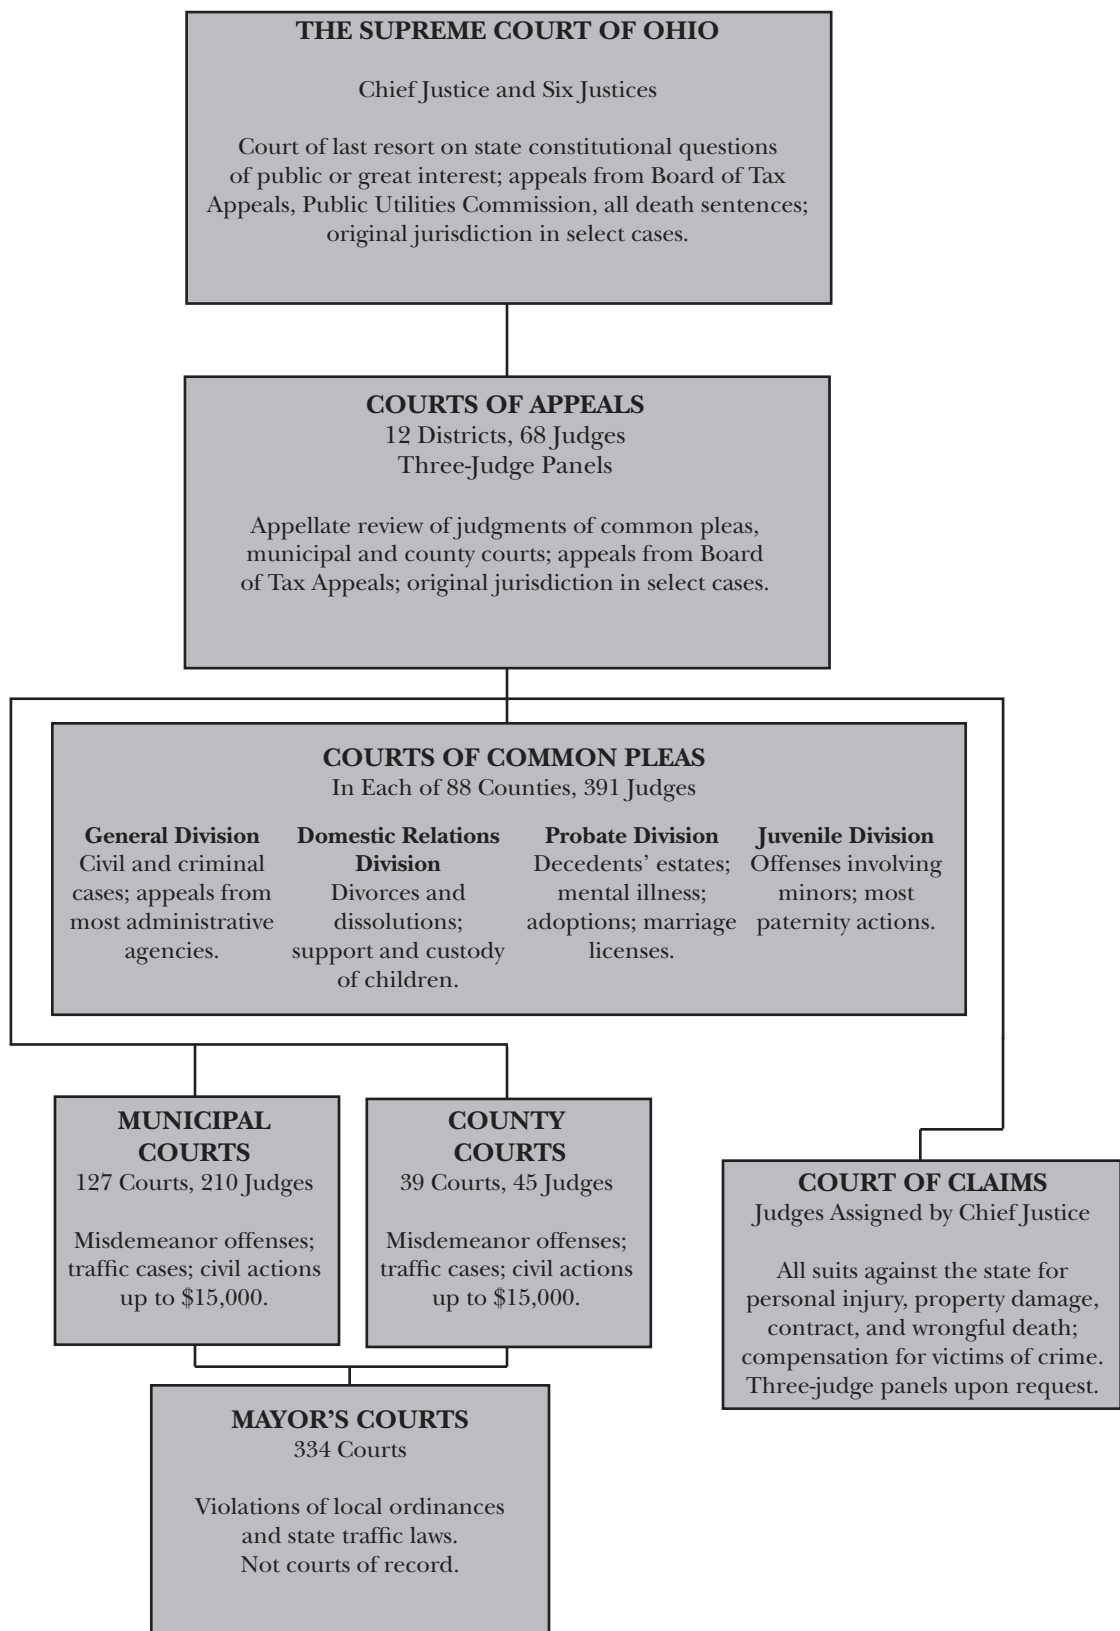 THE SUPREME COURT OF OHIO
Chief Justice and Six Justices
Court of last resort on state constitutional questions
of public or great interest; appeals from Board of Tax
Appeals, Public Utilities Commission, all death sentences;
original jurisdiction in select cases.
COURTS OF APPEALS
12 Districts, 68 Judges
Three-Judge Panels
Appellate review of judgments of common pleas,
municipal and county courts; appeals from Board
of Tax Appeals; original jurisdiction in select cases.
COURTS OF COMMON PLEAS
In Each of 88 Counties, 391 Judges
General Division
Civil and criminal
cases; appeals from
most administrative
agencies.
Domestic Relations
Division
Divorces and
dissolutions;
support and custody
of children.
Probate Division
Decedents’ estates;
mental illness;
adoptions; marriage
licenses.
Juvenile Division
Offenses involving
minors; most
paternity actions.
MUNICIPAL
COURTS
127 Courts, 210 Judges
Misdemeanor offenses;
traffic cases; civil actions
up to $15,000.
COUNTY
COURTS
39 Courts, 45 Judges
Misdemeanor offenses;
traffic cases; civil actions
up to $15,000.
COURT OF CLAIMS
Judges Assigned by Chief Justice
All suits against the state for
personal injury, property damage,
contract, and wrongful death;
compensation for victims of crime.
Three-judge panels upon request.
MAYOR’S COURTS
334 Courts
Violations of local ordinances
and state traffic laws.
Not courts of record.